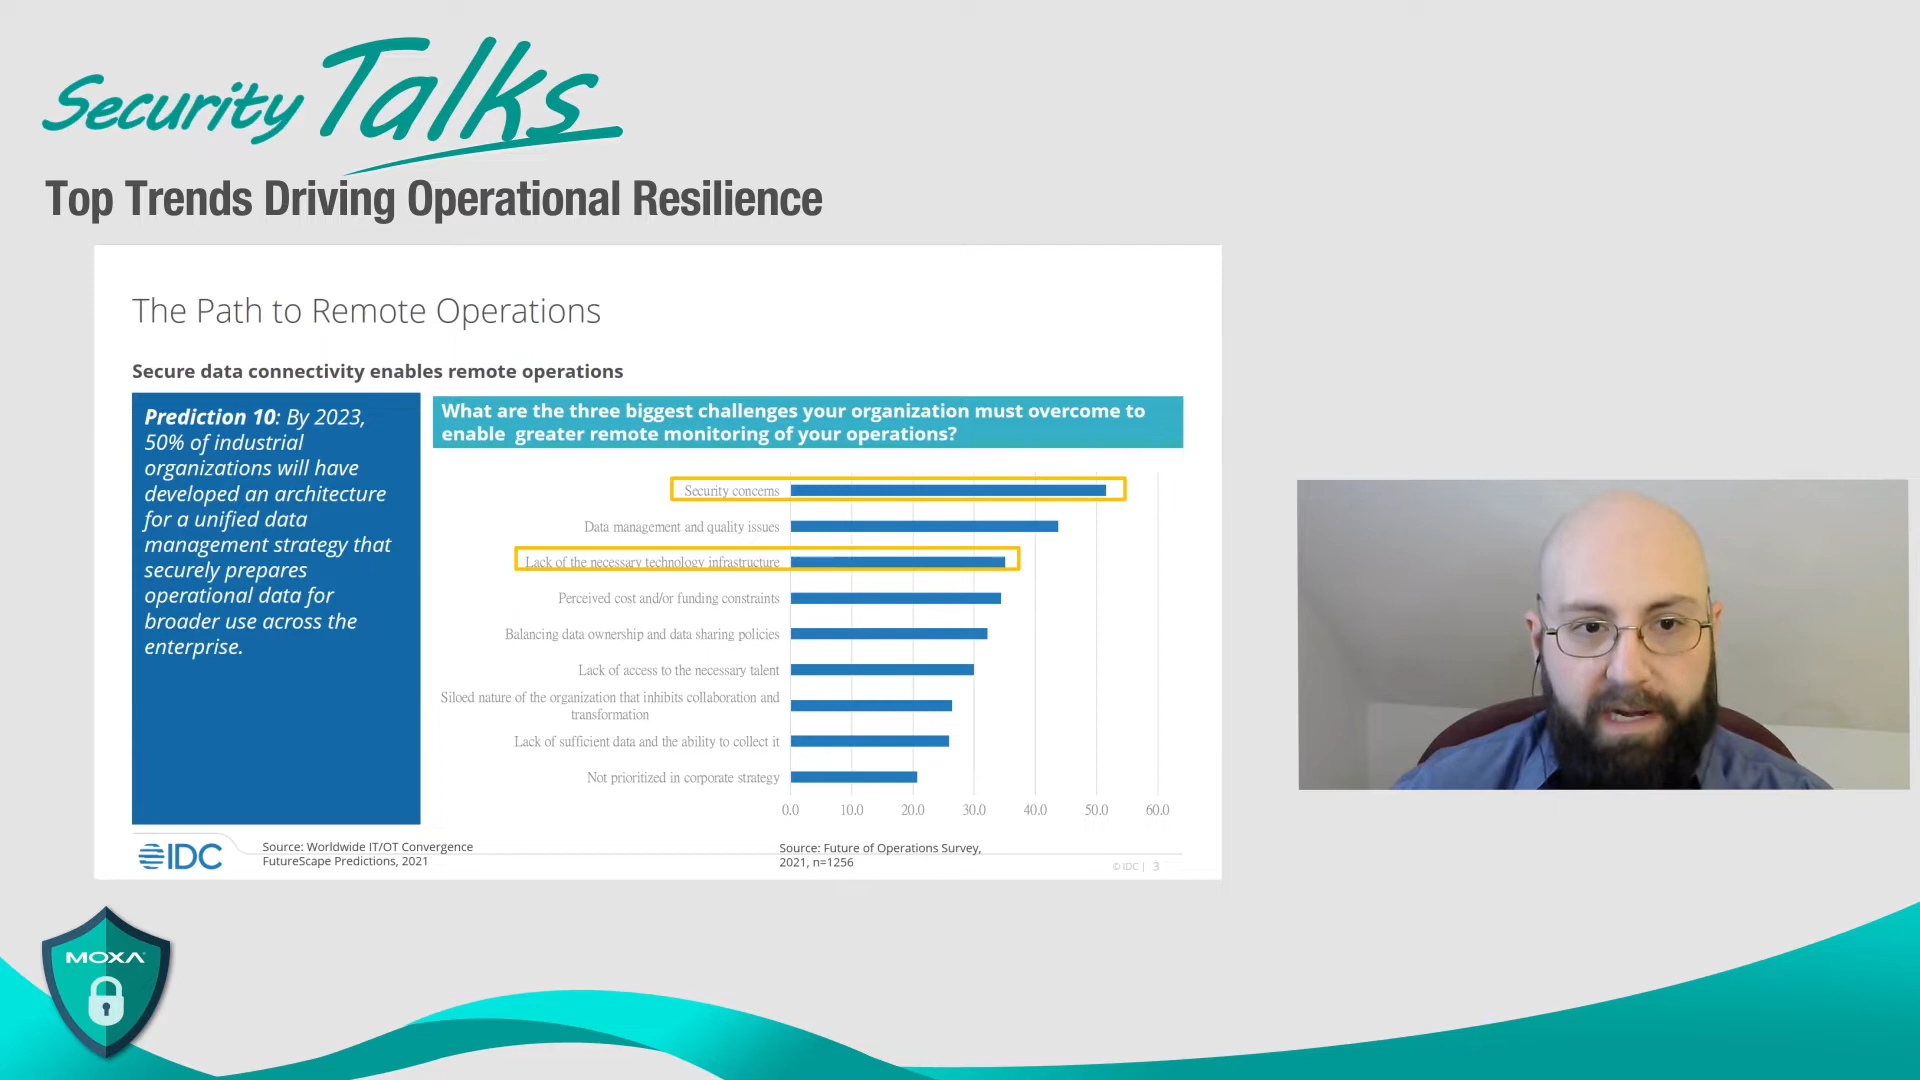 Security Talks
Top Trends Driving Operational Resilience
The Path to Remote Operations
Secure data connectivity enables remote operations
Prediction 10: By 2023,
50% of industrial
organizations will have
developed an architecture
for a unified data
management strategy that
securely prepares
operational data for
broader use across the
enterprise.
What are the three biggest challenges your organization must overcome to
enable greater remote monitoring of your operations?
Security concerns
Data management and quality issues
Lack of the necessary technology infrastructure
Perceived cost and/or funding constraints
Balancing data ownership and data sharing policies
Lack of access to the necessary talent
Siloed nature of the organization that inhibits collaboration and
transformation
Lack of sufficient data and the ability to collect it
Not prioritized in corporate strategy
0.0 10.0 20.0 30.0 40.0 50.0 60.0
IDC
Source: Worldwide IT/OT Convergence
FutureScape Predictions, 2021
Source: Future of Operations Survey,
2021, n=1256
© IDC | 3
MOXA